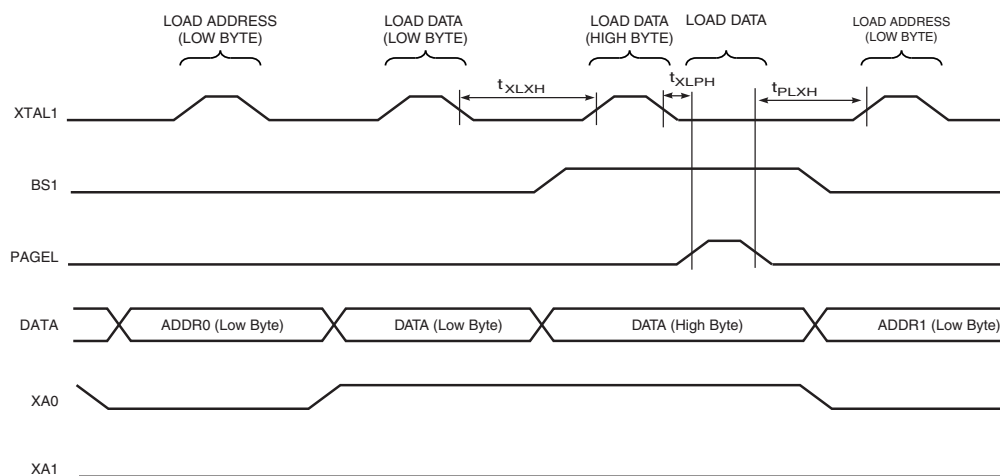 LOAD ADDRESS
(LOW BYTE)
LOAD DATA
(LOW BYTE)
LOAD DATA
(HIGH BYTE)
LOAD DATA
LOAD ADDRESS
(LOW BYTE)
tXLXH
tXLPH
tPLXH
XTAL1
BS1
PAGEL
DATA
ADDR0 (Low Byte)
DATA (Low Byte)
DATA (High Byte)
ADDR1 (Low Byte)
XA0
XA1